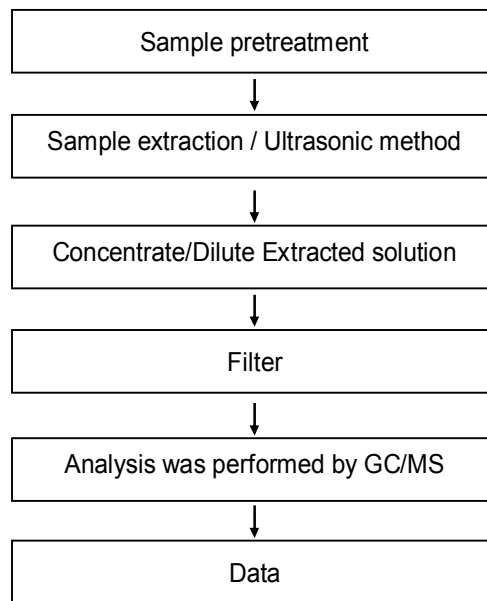 Sample pretreatment
Sample extraction / Ultrasonic method
Concentrate/Dilute Extracted solution
Filter
Analysis was performed by GC/MS
Data